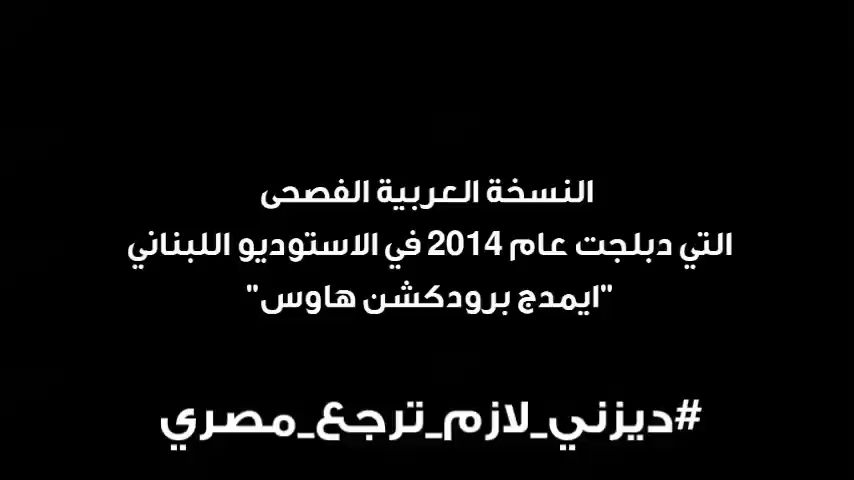 النسخة العربية الفصحى
التي دبلجت عام 2014 في الاستوديو اللبناني
"ايمدج برودكشن هاوس"
#ديزني_لازم_ترجع_مصري